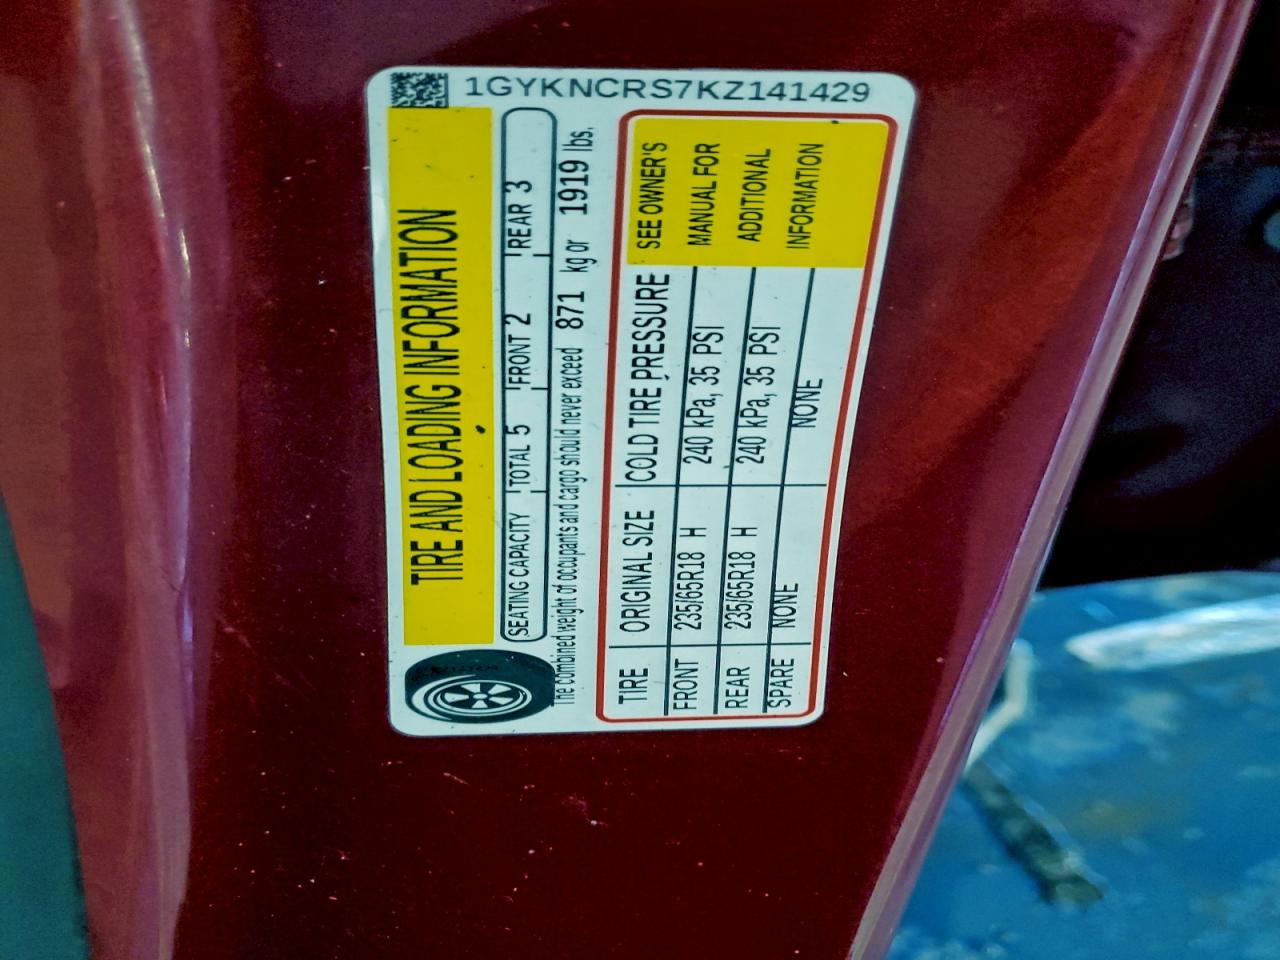 1GYKNCRS7KZ141429
TIRE AND LOADING INFORMATION
SEATING CAPACITY TOTAL 5 FRONT 2 REAR 3
The combined weight of occupants and cargo should never exceed 871 kg or 1919 lbs.
TIRE ORIGINAL SIZE COLD TIRE PRESSURE SEE OWNER'S
FRONT 235/65R18 H 240 kPa, 35 PSI MANUAL FOR
REAR 235/65R18 H 240 kPa, 35 PSI ADDITIONAL
SPARE NONE NONE INFORMATION